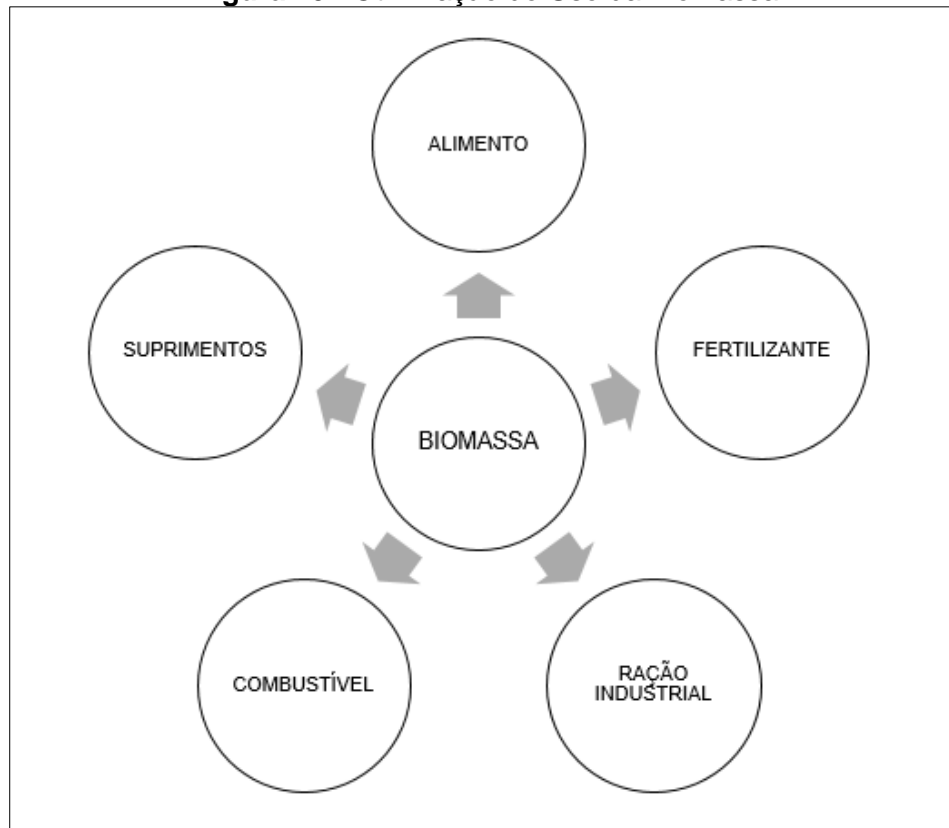 ALIMENTO
SUPRIMENTOS
FERTILIZANTE
BIOMASSA
COMBUSTÍVEL
RAÇÃO
INDUSTRIAL